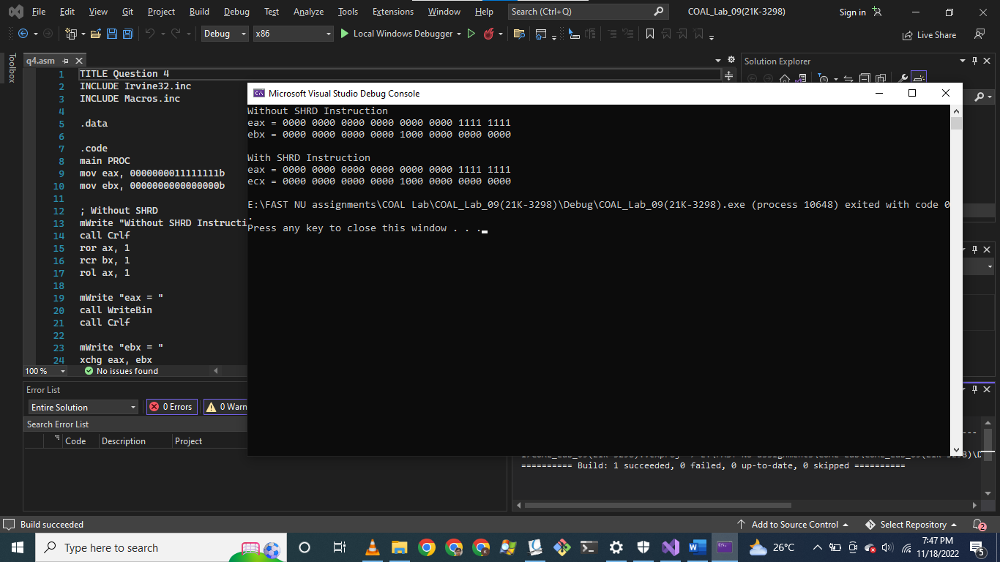 File Edit View Git Project Build Debug Test Analyze Tools Extensions Window Help Search (Ctrl+Q) COAL_Lab_09(21K-3298) Sign in
Debug x86 Local Windows Debugger Live Share
Toolbox
q4.asm
Solution Explorer
1 TITLE Question 4
2 INCLUDE Irvine32.inc
3 INCLUDE Macros.inc
4
5 .data
6
7 .code
8 main PROC
9 mov eax, 0000000011111111b
10 mov ebx, 0000000000000000b
11
12 ; Without SHRD
13 mWrite "Without SHRD Instructi
14 call Crlf
15 ror ax, 1
16 rcr bx, 1
17 rol ax, 1
18
19 mWrite "eax = "
20 call WriteBin
21 call Crlf
22
23 mWrite "ebx = "
24 xchg eax, ebx
100 % No issues found
Microsoft Visual Studio Debug Console
Without SHRD Instruction
eax = 0000 0000 0000 0000 0000 0000 1111 1111
ebx = 0000 0000 0000 0000 1000 0000 0000 0000
With SHRD Instruction
eax = 0000 0000 0000 0000 0000 0000 1111 1111
ecx = 0000 0000 0000 0000 1000 0000 0000 0000
E:\FAST NU assignments\COAL Lab\COAL_Lab_09(21K-3298)\Debug\COAL_Lab_09(21K-3298).exe (process 10648) exited with code 0
.
Press any key to close this window . . .
Error List
Entire Solution 0 Errors 0 Warn
Search Error List
Code Description Project
========== Build: 1 succeeded, 0 failed, 0 up-to-date, 0 skipped ==========
Build succeeded Add to Source Control Select Repository 2
Type here to search 26°C 7:47 PM
11/18/2022 5